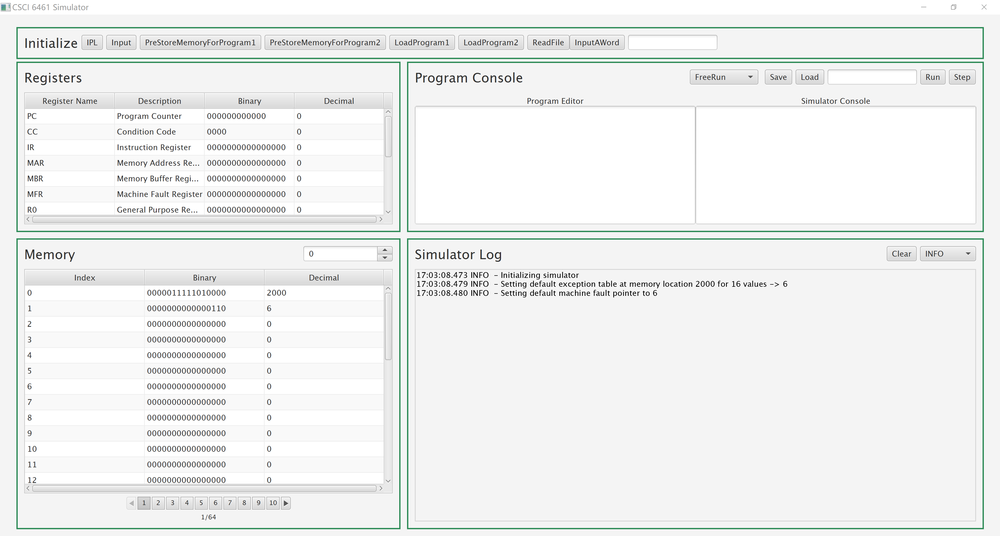 CSCI 6461 Simulator
Initialize IPL Input PreStoreMemoryForProgram1 PreStoreMemoryForProgram2 LoadProgram1 LoadProgram2 ReadFile InputAWord
Registers
Register Name Description Binary Decimal
PC Program Counter 000000000000 0
CC Condition Code 0000 0
IR Instruction Register 0000000000000000 0
MAR Memory Address Re... 0000000000000000 0
MBR Memory Buffer Regi... 0000000000000000 0
MFR Machine Fault Register 0000000000000000 0
R0 General Purpose Re... 0000000000000000 0
Program Console FreeRun Save Load Run Step
Program Editor Simulator Console
Memory 0
Index Binary Decimal
0 0000011111010000 2000
1 0000000000000110 6
2 0000000000000000 0
3 0000000000000000 0
4 0000000000000000 0
5 0000000000000000 0
6 0000000000000000 0
7 0000000000000000 0
8 0000000000000000 0
9 0000000000000000 0
10 0000000000000000 0
11 0000000000000000 0
12 0000000000000000 0
1 2 3 4 5 6 7 8 9 10
1/64
Simulator Log Clear INFO
17:03:08.473 INFO – Initializing simulator
17:03:08.479 INFO – Setting default exception table at memory location 2000 for 16 values –> 6
17:03:08.480 INFO – Setting default machine fault pointer to 6